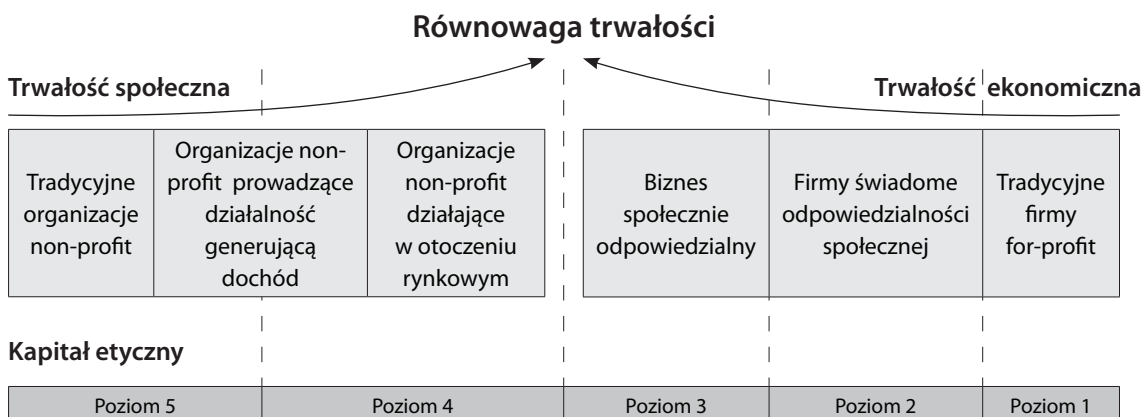 Równowaga trwałości
Trwałość społeczna
Trwałość ekonomiczna
Tradycyjne
organizacje
non-profit
Organizacje non-
profit prowadzące
działalność
generującą
dochód
Organizacje
non-profit
działające
w otoczeniu
rynkowym
Biznes
społecznie
odpowiedzialny
Firmy świadome
odpowiedzialności
społecznej
Tradycyjne
firmy
for-profit
Kapitał etyczny
Poziom 5
Poziom 4
Poziom 3
Poziom 2
Poziom 1